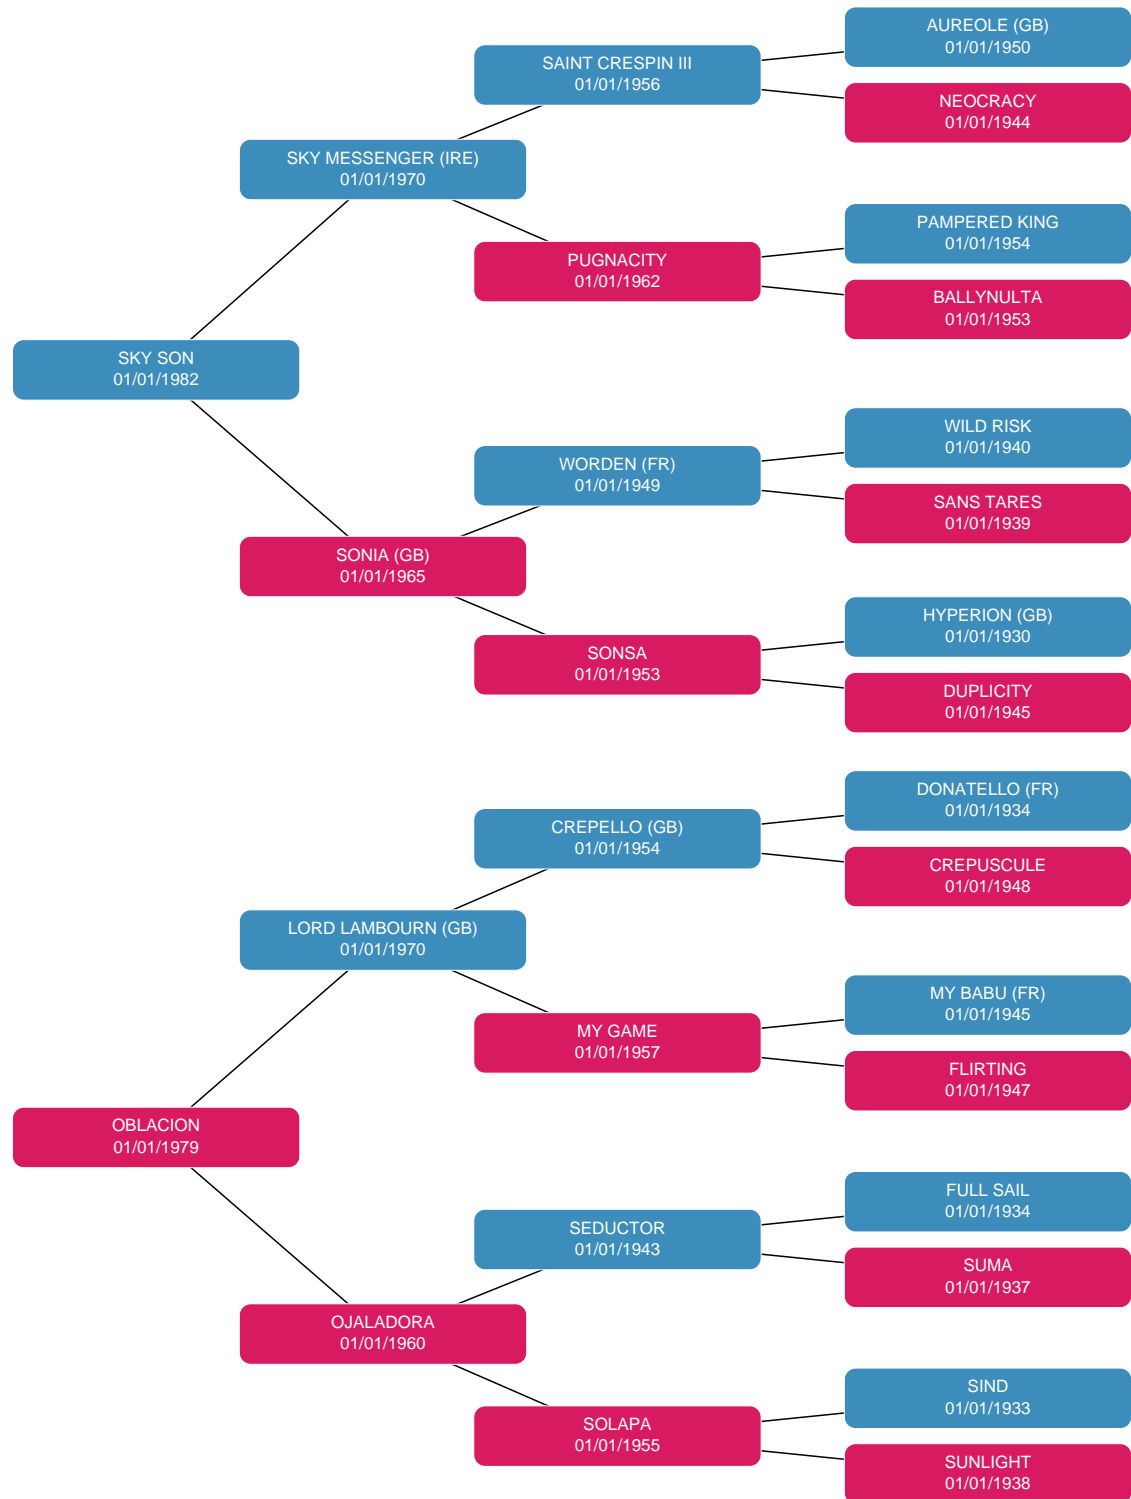 AUREOLE (GB)
01/01/1950
SAINT CRESPIN III
01/01/1956
NEOCRACY
01/01/1944
SKY MESSENGER (IRE)
01/01/1970
PAMPERED KING
01/01/1954
PUGNACITY
01/01/1962
BALLYNULTA
01/01/1953
SKY SON
01/01/1982
WILD RISK
01/01/1940
WORDEN (FR)
01/01/1949
SANS TARES
01/01/1939
SONIA (GB)
01/01/1965
HYPERION (GB)
01/01/1930
SONSA
01/01/1953
DUPLICITY
01/01/1945
DONATELLO (FR)
01/01/1934
CREPELLO (GB)
01/01/1954
CREPUSCULE
01/01/1948
LORD LAMBOURN (GB)
01/01/1970
MY BABU (FR)
01/01/1945
MY GAME
01/01/1957
FLIRTING
01/01/1947
OBLACION
01/01/1979
FULL SAIL
01/01/1934
SEDUCTOR
01/01/1943
SUMA
01/01/1937
OJALADORA
01/01/1960
SIND
01/01/1933
SOLAPA
01/01/1955
SUNLIGHT
01/01/1938